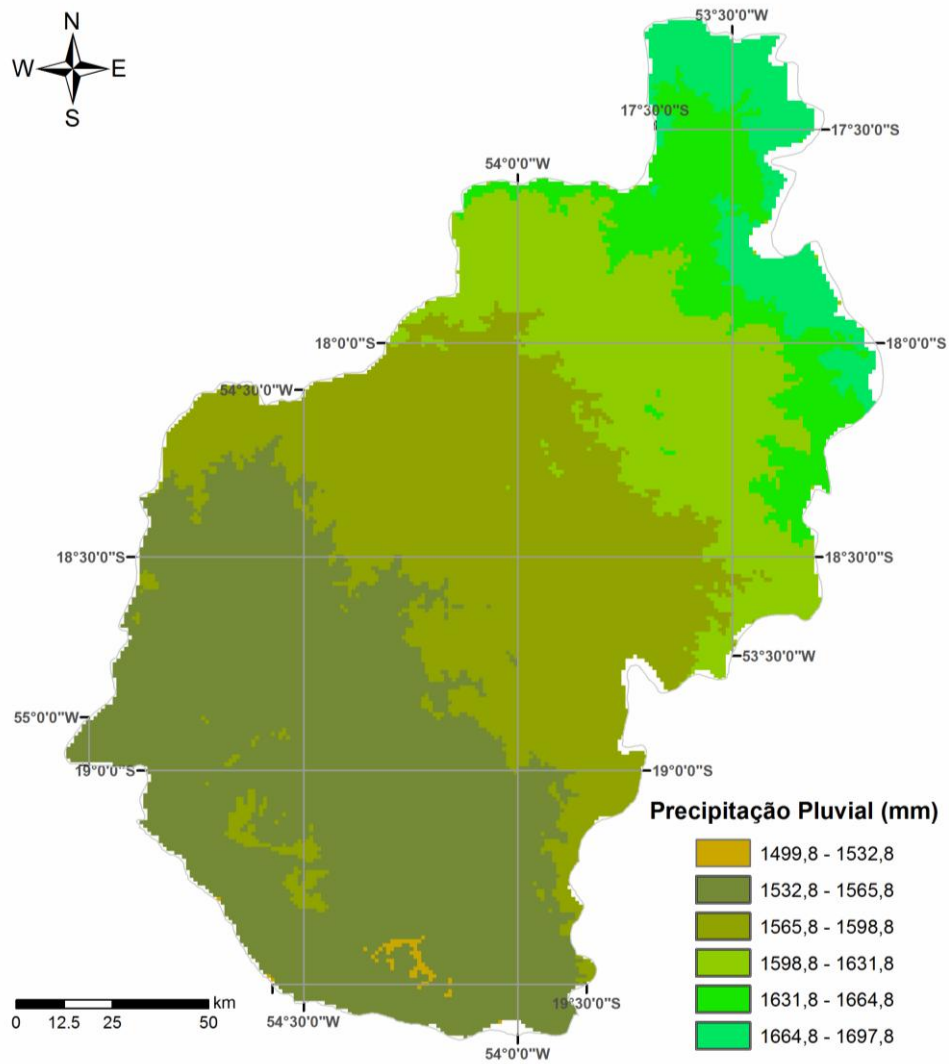 53°30'0"W
N
W E
S
17°30'0"S
17°30'0"S
54°0'0"W
18°0'0"S
18°0'0"S
54°30'0"W
18°30'0"S
18°30'0"S
53°30'0"W
55°0'0"W
19°0'0"S
19°0'0"S
Precipitação Pluvial (mm)
1499,8 - 1532,8
1532,8 - 1565,8
1565,8 - 1598,8
1598,8 - 1631,8
1631,8 - 1664,8
1664,8 - 1697,8
km
0 12.5 25 50
19°30'0"S
54°30'0"W
54°0'0"W